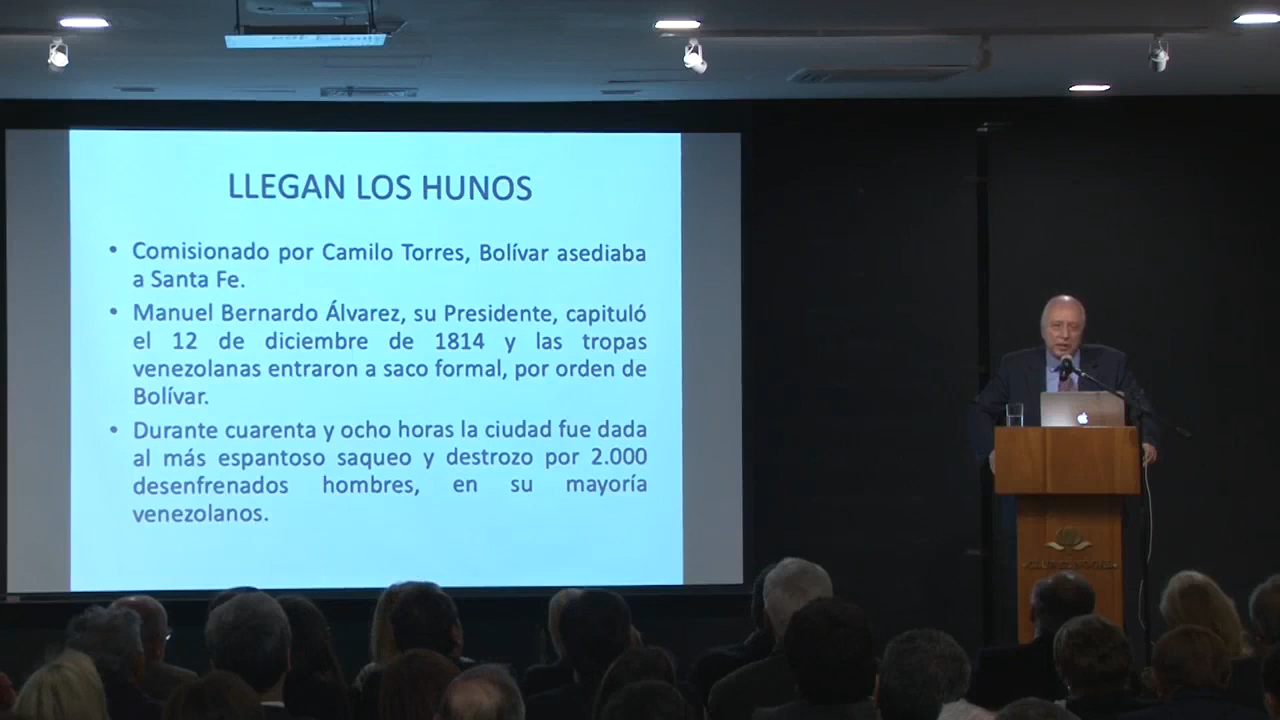 LLEGAN LOS HUNOS
• Comisionado por Camilo Torres, Bolívar asediaba
a Santa Fe.
• Manuel Bernardo Álvarez, su Presidente, capituló
el 12 de diciembre de 1814 y las tropas
venezolanas entraron a saco formal, por orden de
Bolívar.
• Durante cuarenta y ocho horas la ciudad fue dada
al más espantoso saqueo y destrozo por 2.000
desenfrenados hombres, en su mayoría
venezolanos.